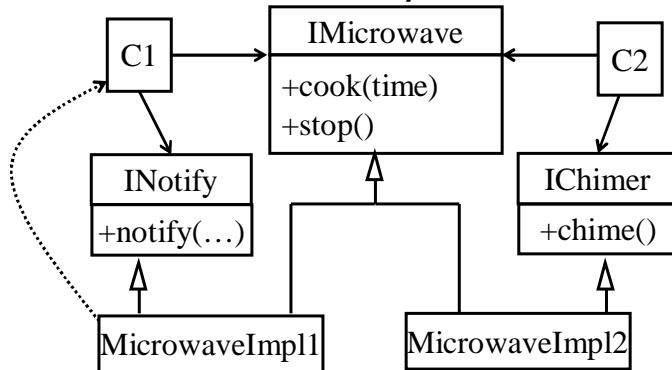 IMicrowave
C1
C2
+cook(time)
+stop()
INotify
IChimer
+notify(…)
+chime()
MicrowaveImpl1
MicrowaveImpl2